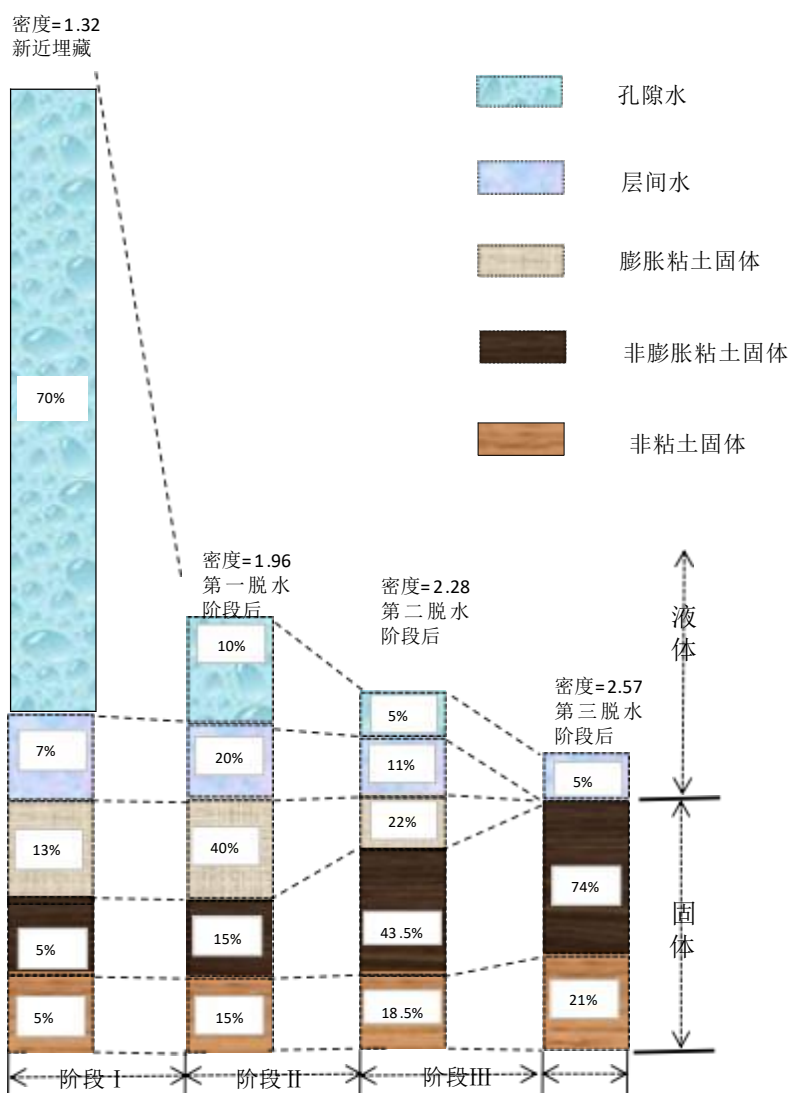 密度=1.32
新近埋藏
孔隙水
层间水
膨胀粘土固体
非膨胀粘土固体
非粘土固体
70%
7%
13%
5%
5%
密度=1.96
第一脱水
阶段后
10%
20%
40%
15%
15%
密度=2.28
第二脱水
阶段后
5%
11%
22%
43.5%
18.5%
密度=2.57
第三脱水
阶段后
5%
74%
21%
液体
固体
阶段Ⅰ
阶段Ⅱ
阶段Ⅲ